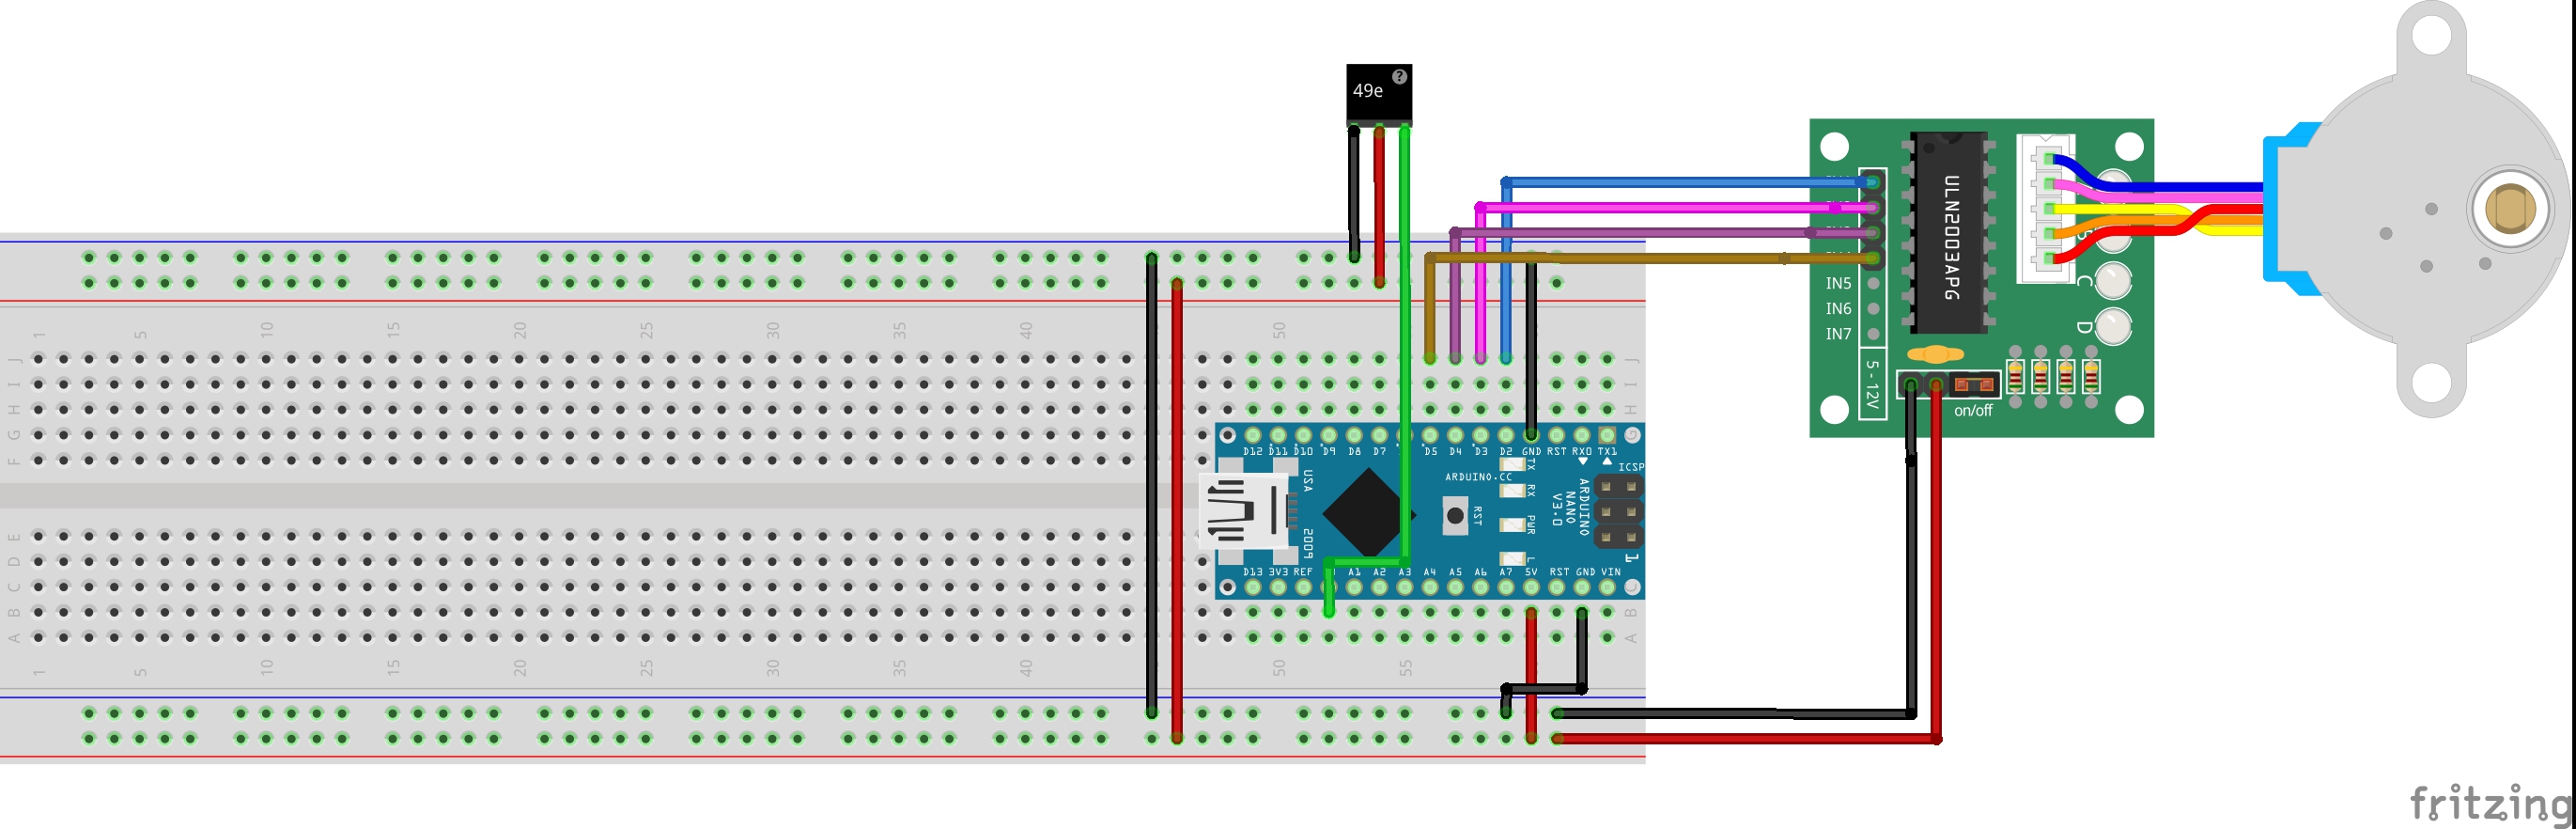 49e
?
1 5 10 15 20 25 30 35 40 50
J
I
H
G
F
E
D
C
B
A
J
I
H
G
C
B
A
D12 D11 D10 D9 D8 D7 D5 D4 D3 D2 GND RST RX0 TX1
ARDUINO.CC
TX
RX
PWR
L
RST
ICSP
1
ARDUINO
NANO
V3.0
USA
2009
D13 3V3 REF A1 A2 A3 A4 A5 A6 A7 5V RST GND VIN
1 5 10 15 20 25 30 35 40 50 55
ULN2003APG
IN5
IN6
IN7
5 - 12V
on/off
C
D
fritzing